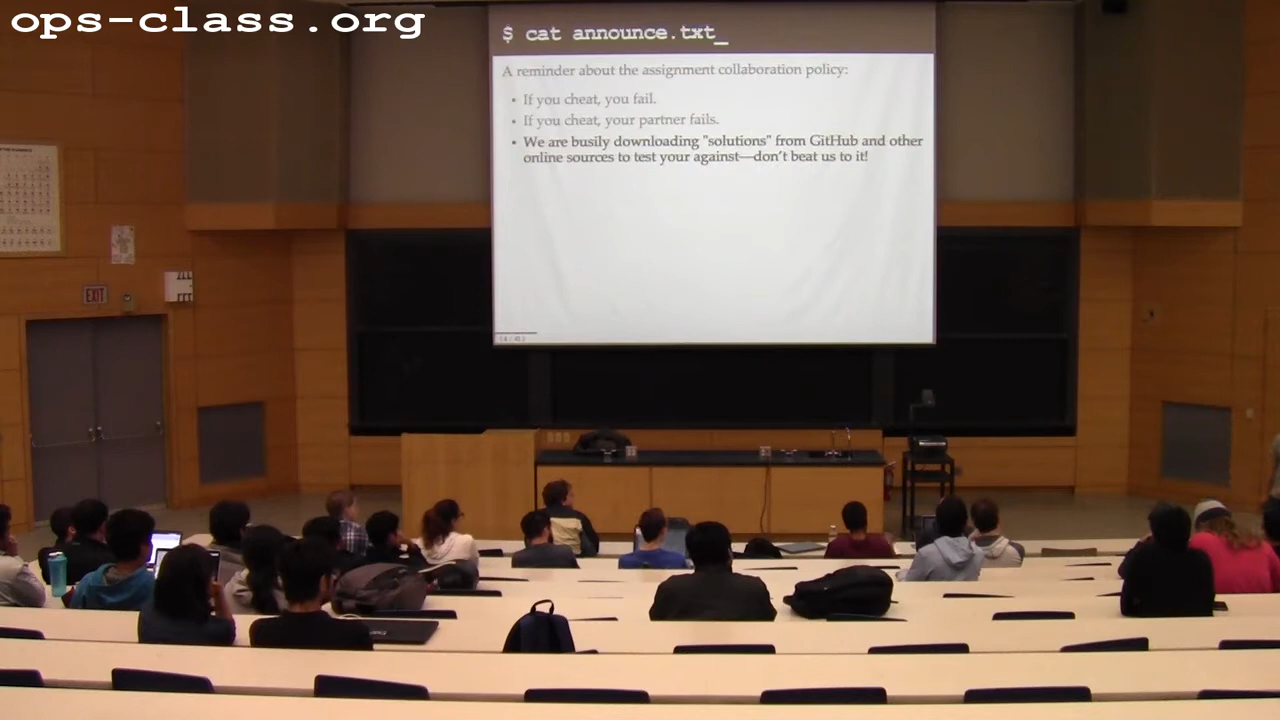 ops-class.org
$ cat announce.txt_
A reminder about the assignment collaboration policy:
• If you cheat, you fail.
• If you cheat, your partner fails.
• We are busily downloading "solutions" from GitHub and other
online sources to test your against—don't beat us to it!
EXIT